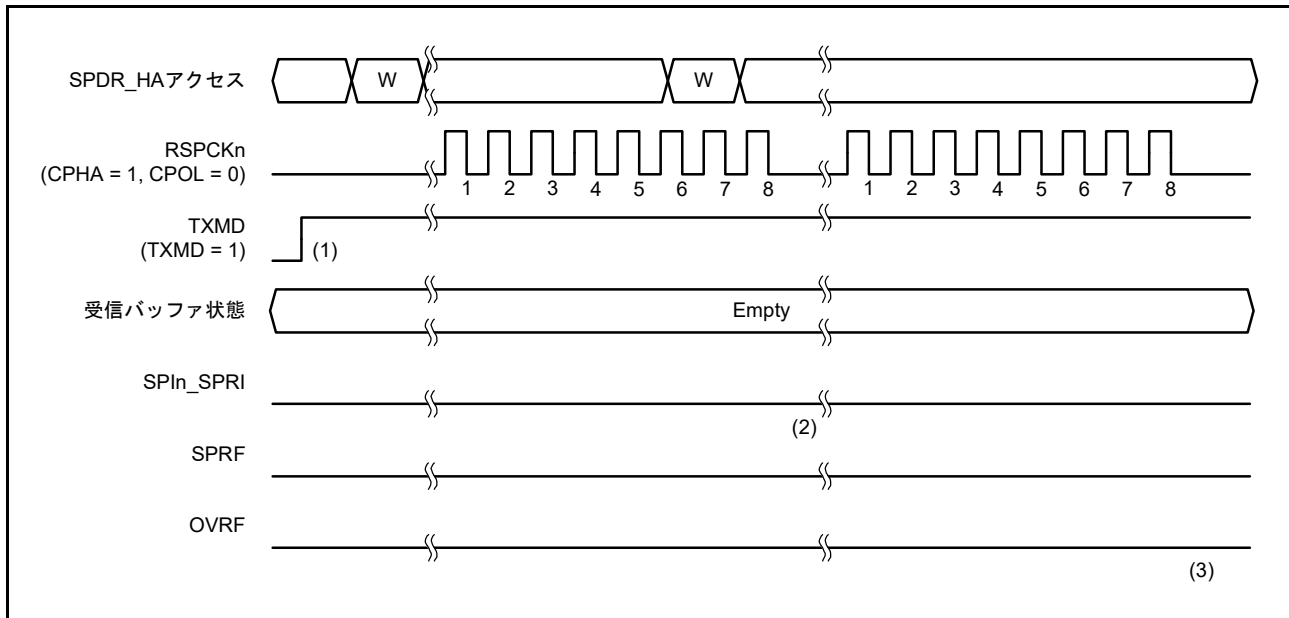 SPDR_HAアクセス
W
W
RSPCKn
(CPHA = 1, CPOL = 0)
1 2 3 4 5 6 7 8
1 2 3 4 5 6 7 8
TXMD
(TXMD = 1)
(1)
受信バッファ状態
Empty
SPIn_SPRI
(2)
SPRF
OVRF
(3)